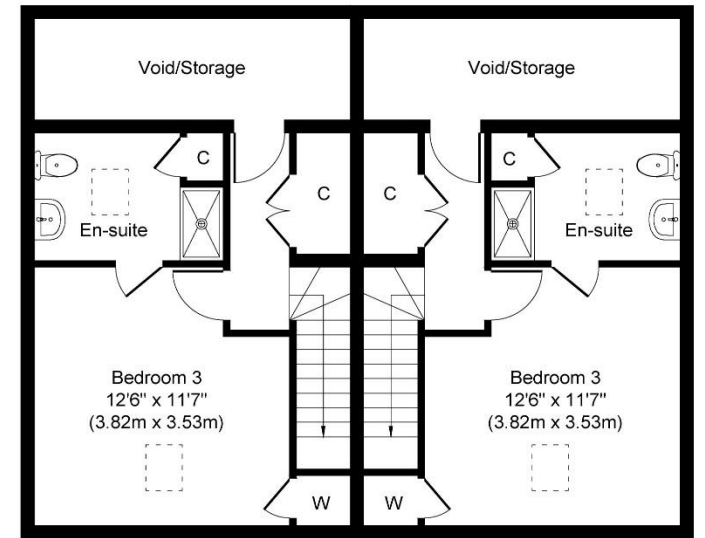 Void/Storage
Void/Storage
C
C
C
C
En-suite
En-suite
Bedroom 3
12'6" x 11'7"
(3.82m x 3.53m)
Bedroom 3
12'6" x 11'7"
(3.82m x 3.53m)
W
W